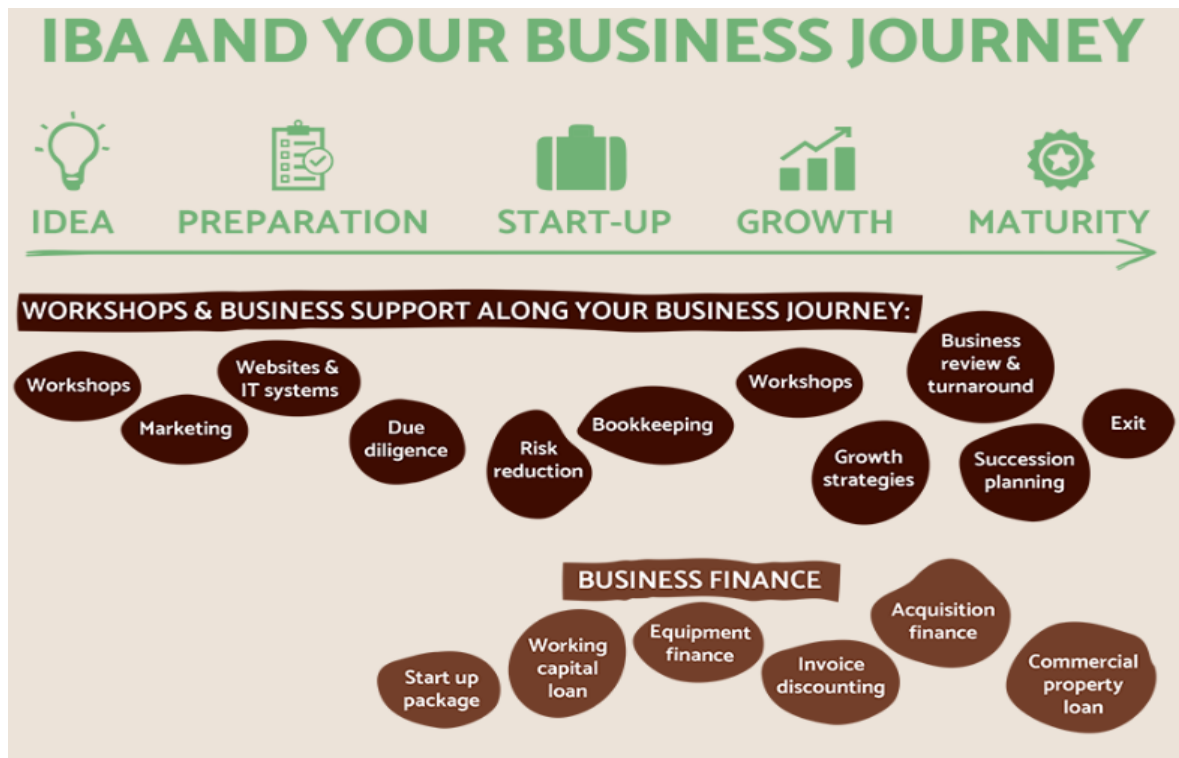 IBA AND YOUR BUSINESS JOURNEY
IDEA
PREPARATION
START-UP
GROWTH
MATURITY
WORKSHOPS & BUSINESS SUPPORT ALONG YOUR BUSINESS JOURNEY:
Workshops
Marketing
Websites &
IT systems
Due
diligence
Risk
reduction
Bookkeeping
Workshops
Growth
strategies
Business
review &
turnaround
Succession
planning
Exit
BUSINESS FINANCE
Start up
package
Working
capital
loan
Equipment
finance
Invoice
discounting
Acquisition
finance
Commercial
property
loan